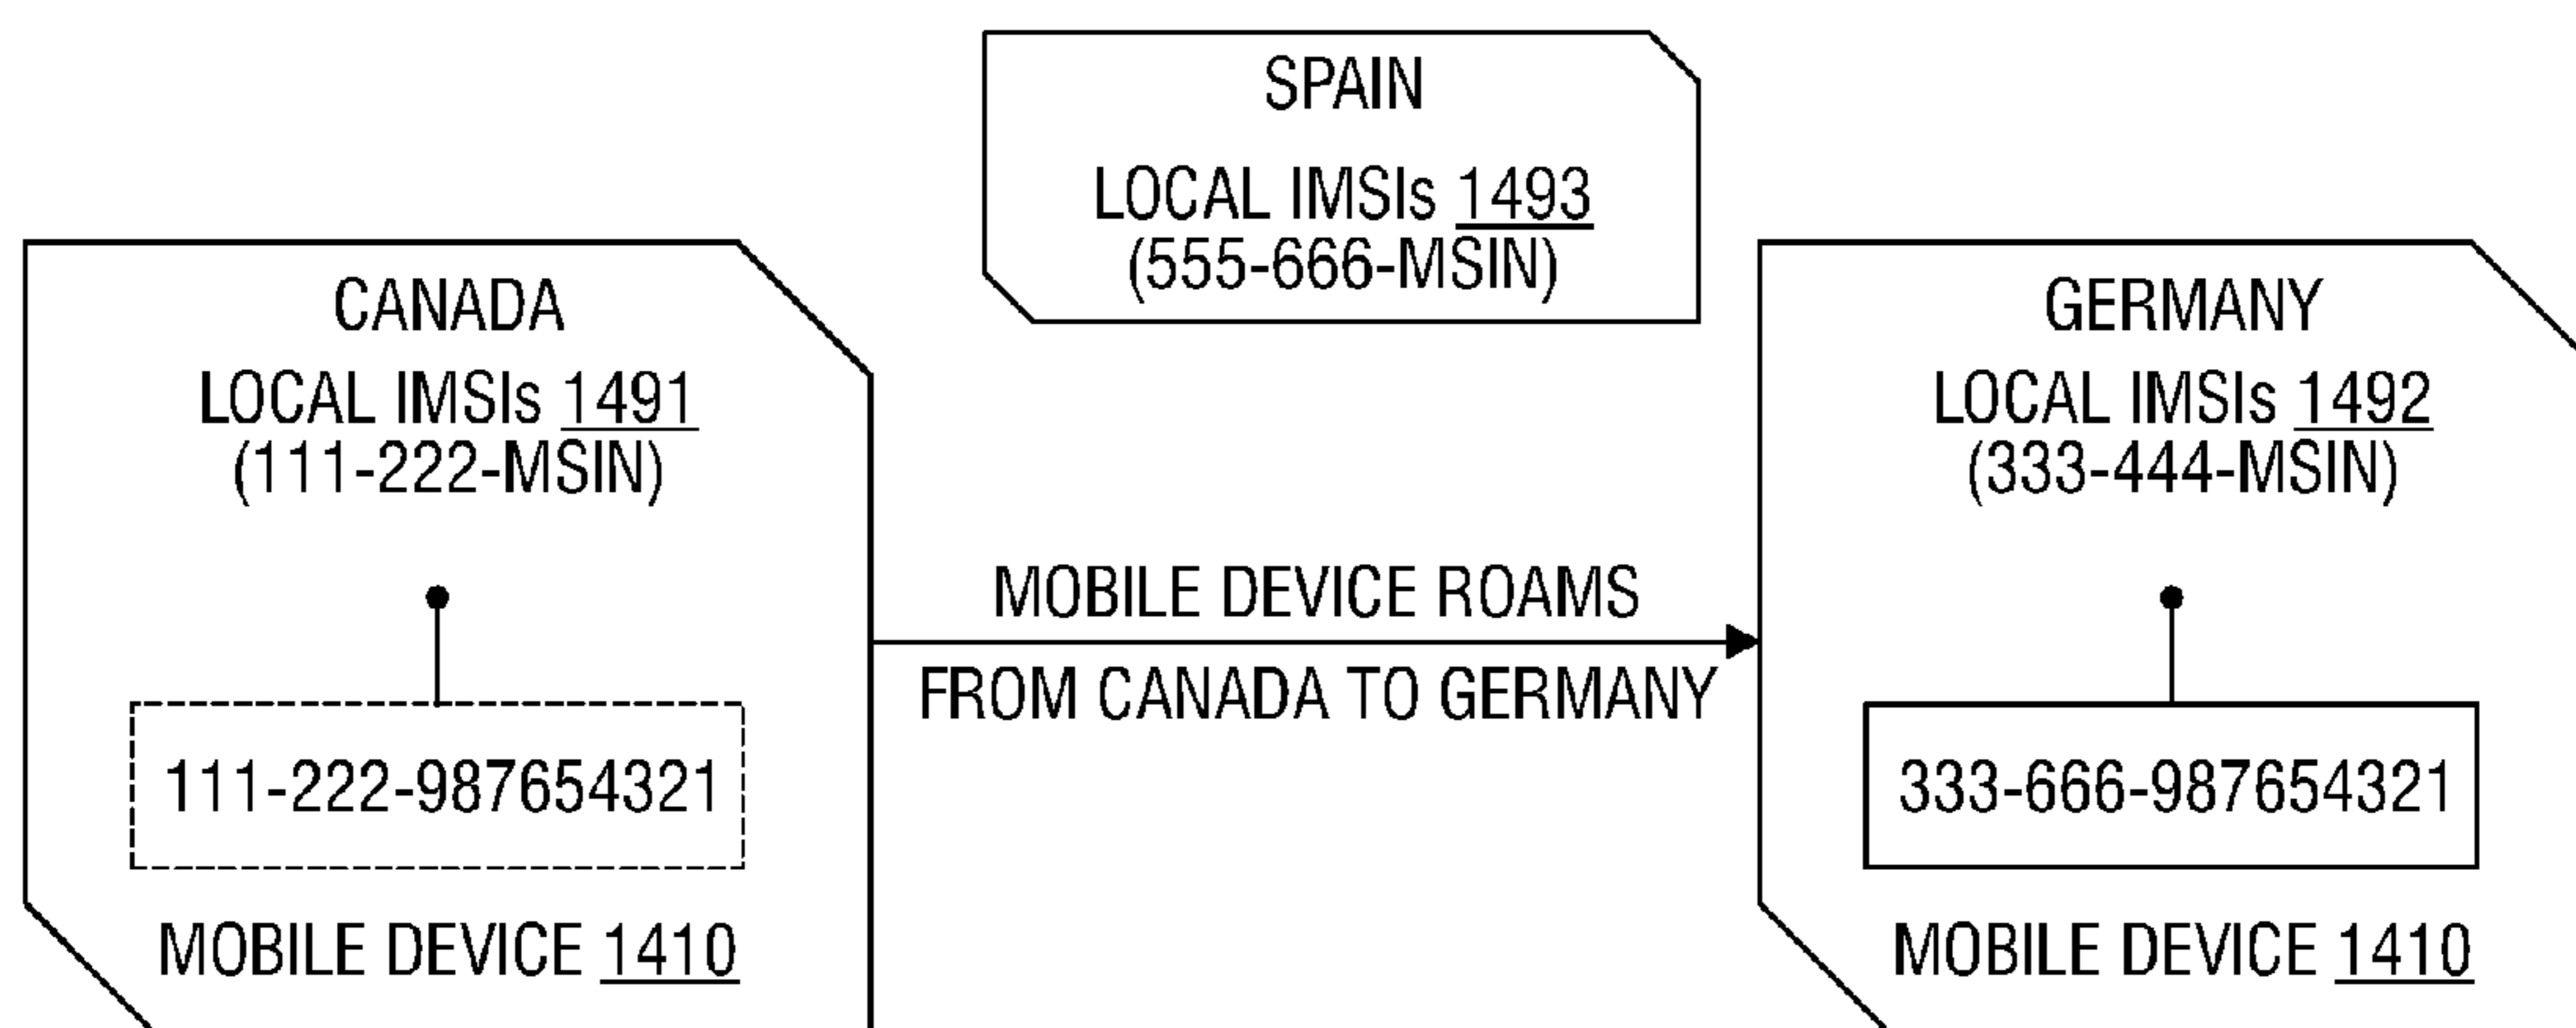 SPAIN
LOCAL IMSIs 1493
(555-666-MSIN)
CANADA
LOCAL IMSIs 1491
(111-222-MSIN)
111-222-987654321
MOBILE DEVICE 1410
MOBILE DEVICE ROAMS
FROM CANADA TO GERMANY
GERMANY
LOCAL IMSIs 1492
(333-444-MSIN)
333-666-987654321
MOBILE DEVICE 1410